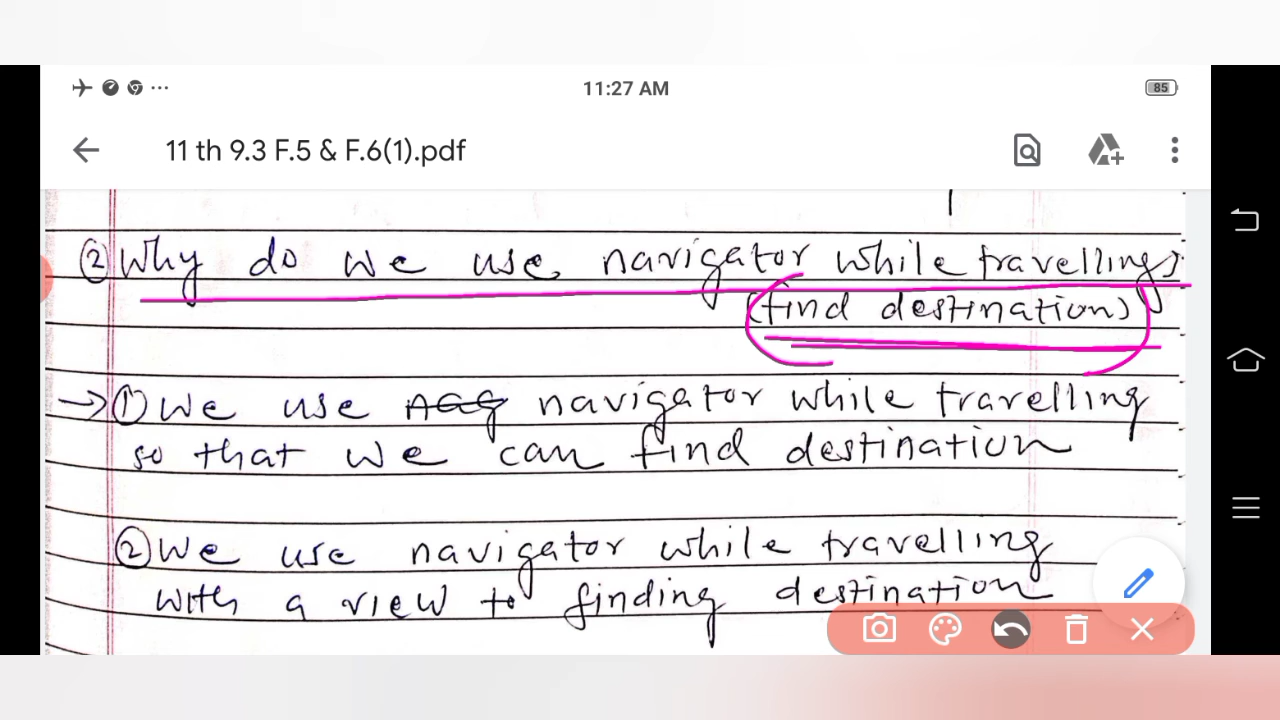 11:27 AM
85
11 th 9.3 F.5 & F.6(1).pdf
② Why do we use navigator while travelling?
(find destination)
→ ① We use navigator while travelling
so that we can find destination
② We use navigator while travelling
with a view to finding destination